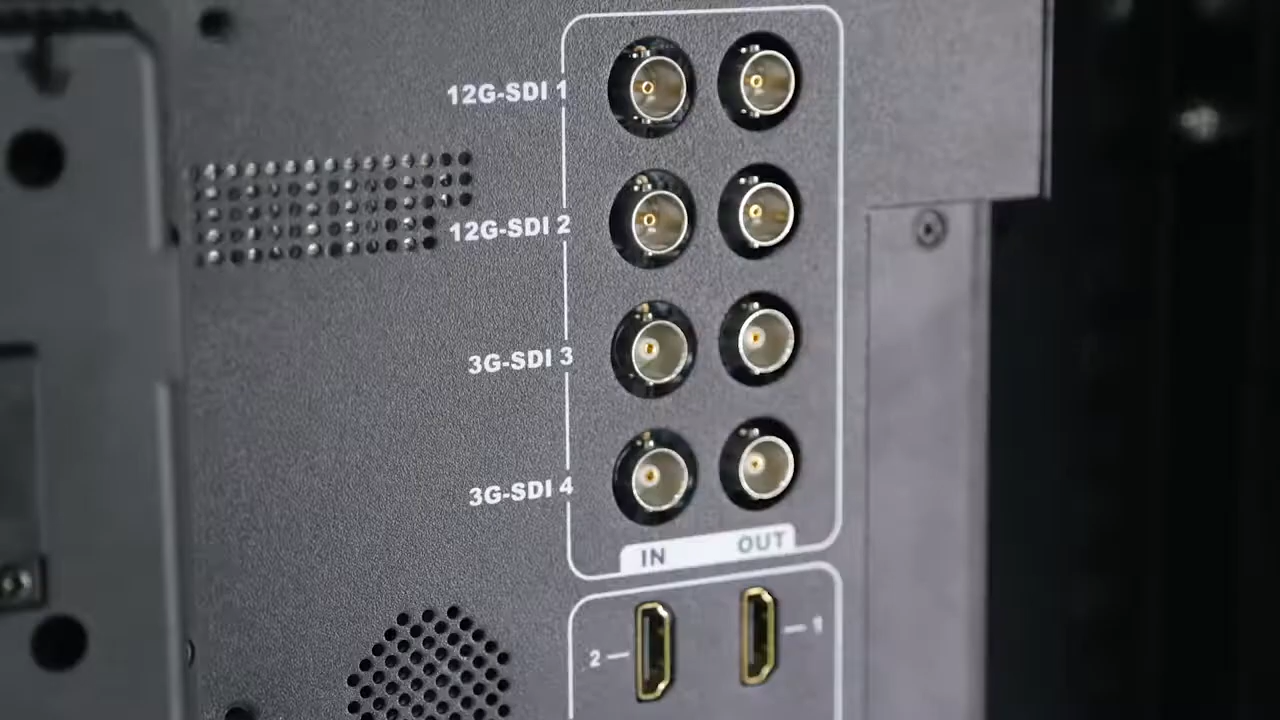 12G-SDI 1
12G-SDI 2
3G-SDI 3
3G-SDI 4
IN OUT
2 1